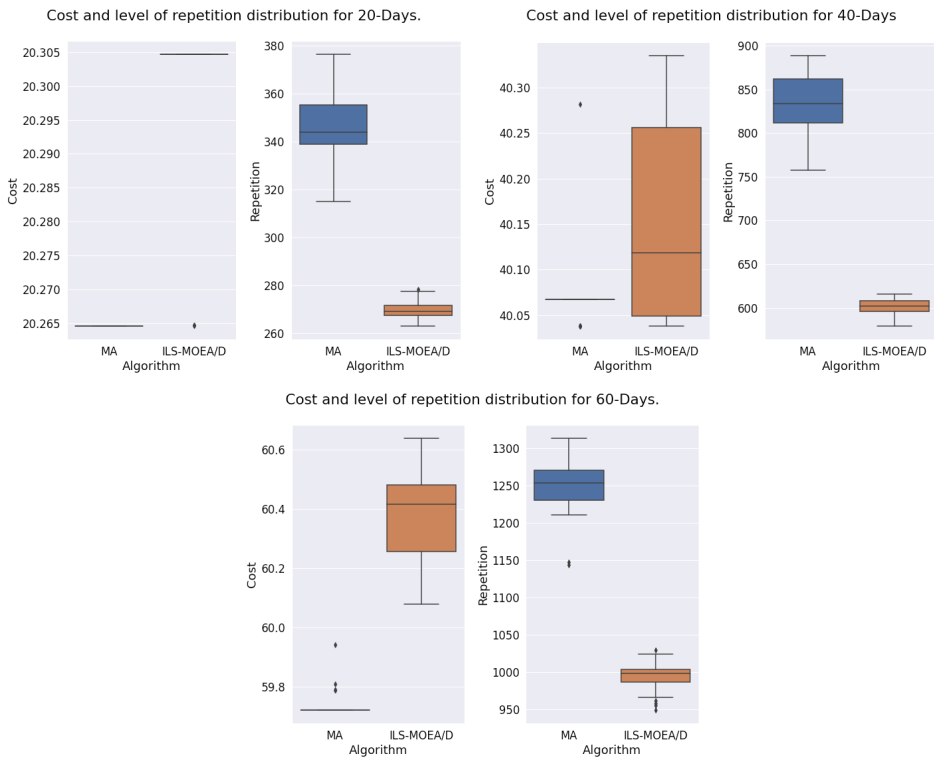 Cost and level of repetition distribution for 20-Days.
20.305
20.300
20.295
20.290
20.285
20.280
20.275
20.270
20.265
Cost
MA ILS-MOEA/D
Algorithm
380
360
340
320
300
280
260
Repetition
MA ILS-MOEA/D
Algorithm
Cost and level of repetition distribution for 40-Days
40.30
40.25
40.20
40.15
40.10
40.05
Cost
MA ILS-MOEA/D
Algorithm
900
850
800
750
700
650
600
Repetition
MA ILS-MOEA/D
Algorithm
Cost and level of repetition distribution for 60-Days.
60.6
60.4
60.2
60.0
59.8
Cost
MA ILS-MOEA/D
Algorithm
1300
1250
1200
1150
1100
1050
1000
950
Repetition
MA ILS-MOEA/D
Algorithm